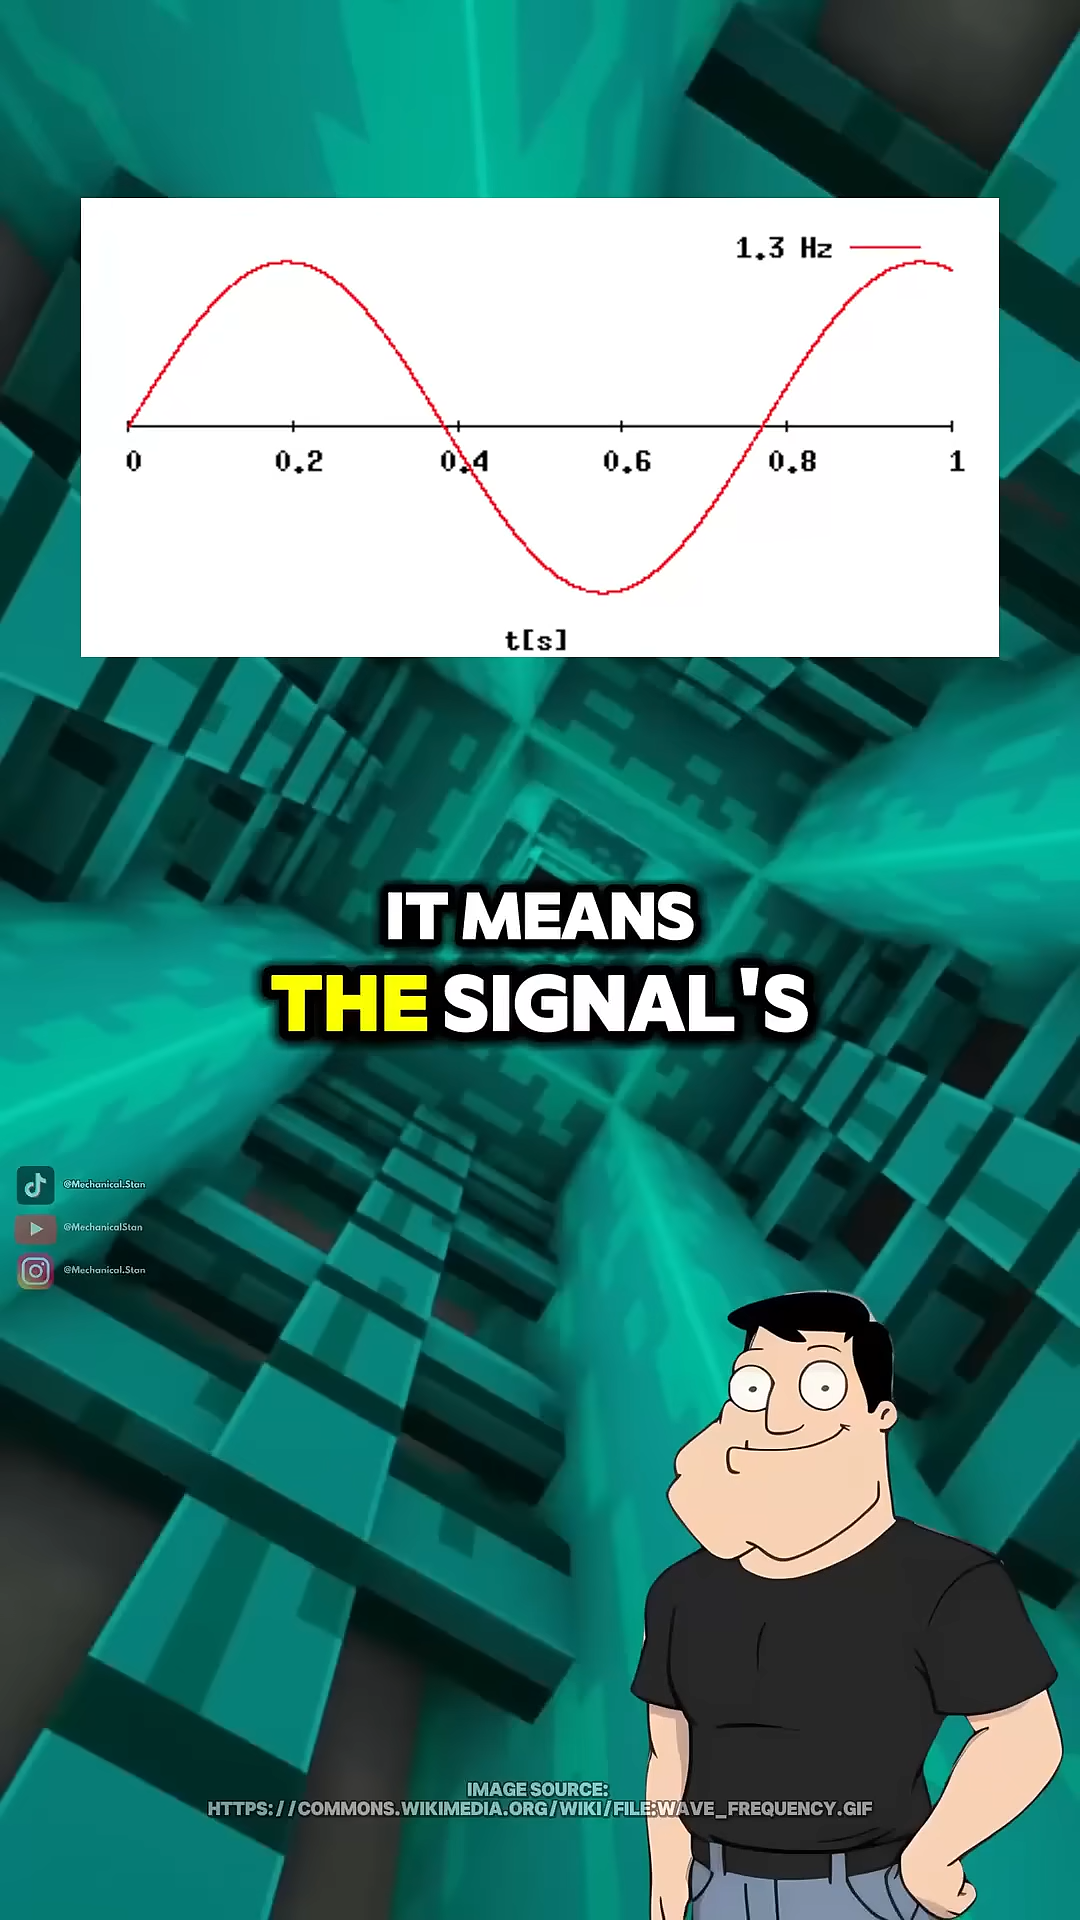 1.3 Hz
0 0.2 0.4 0.6 0.8 1
t[s]
IT MEANS
THE SIGNAL'S
@Mechanical.Stan
@MechanicalStan
@Mechanical.Stan
IMAGE SOURCE:
HTTPS://COMMONS.WIKIMEDIA.ORG/WIKI/FILE:WAVE_FREQUENCY.GIF